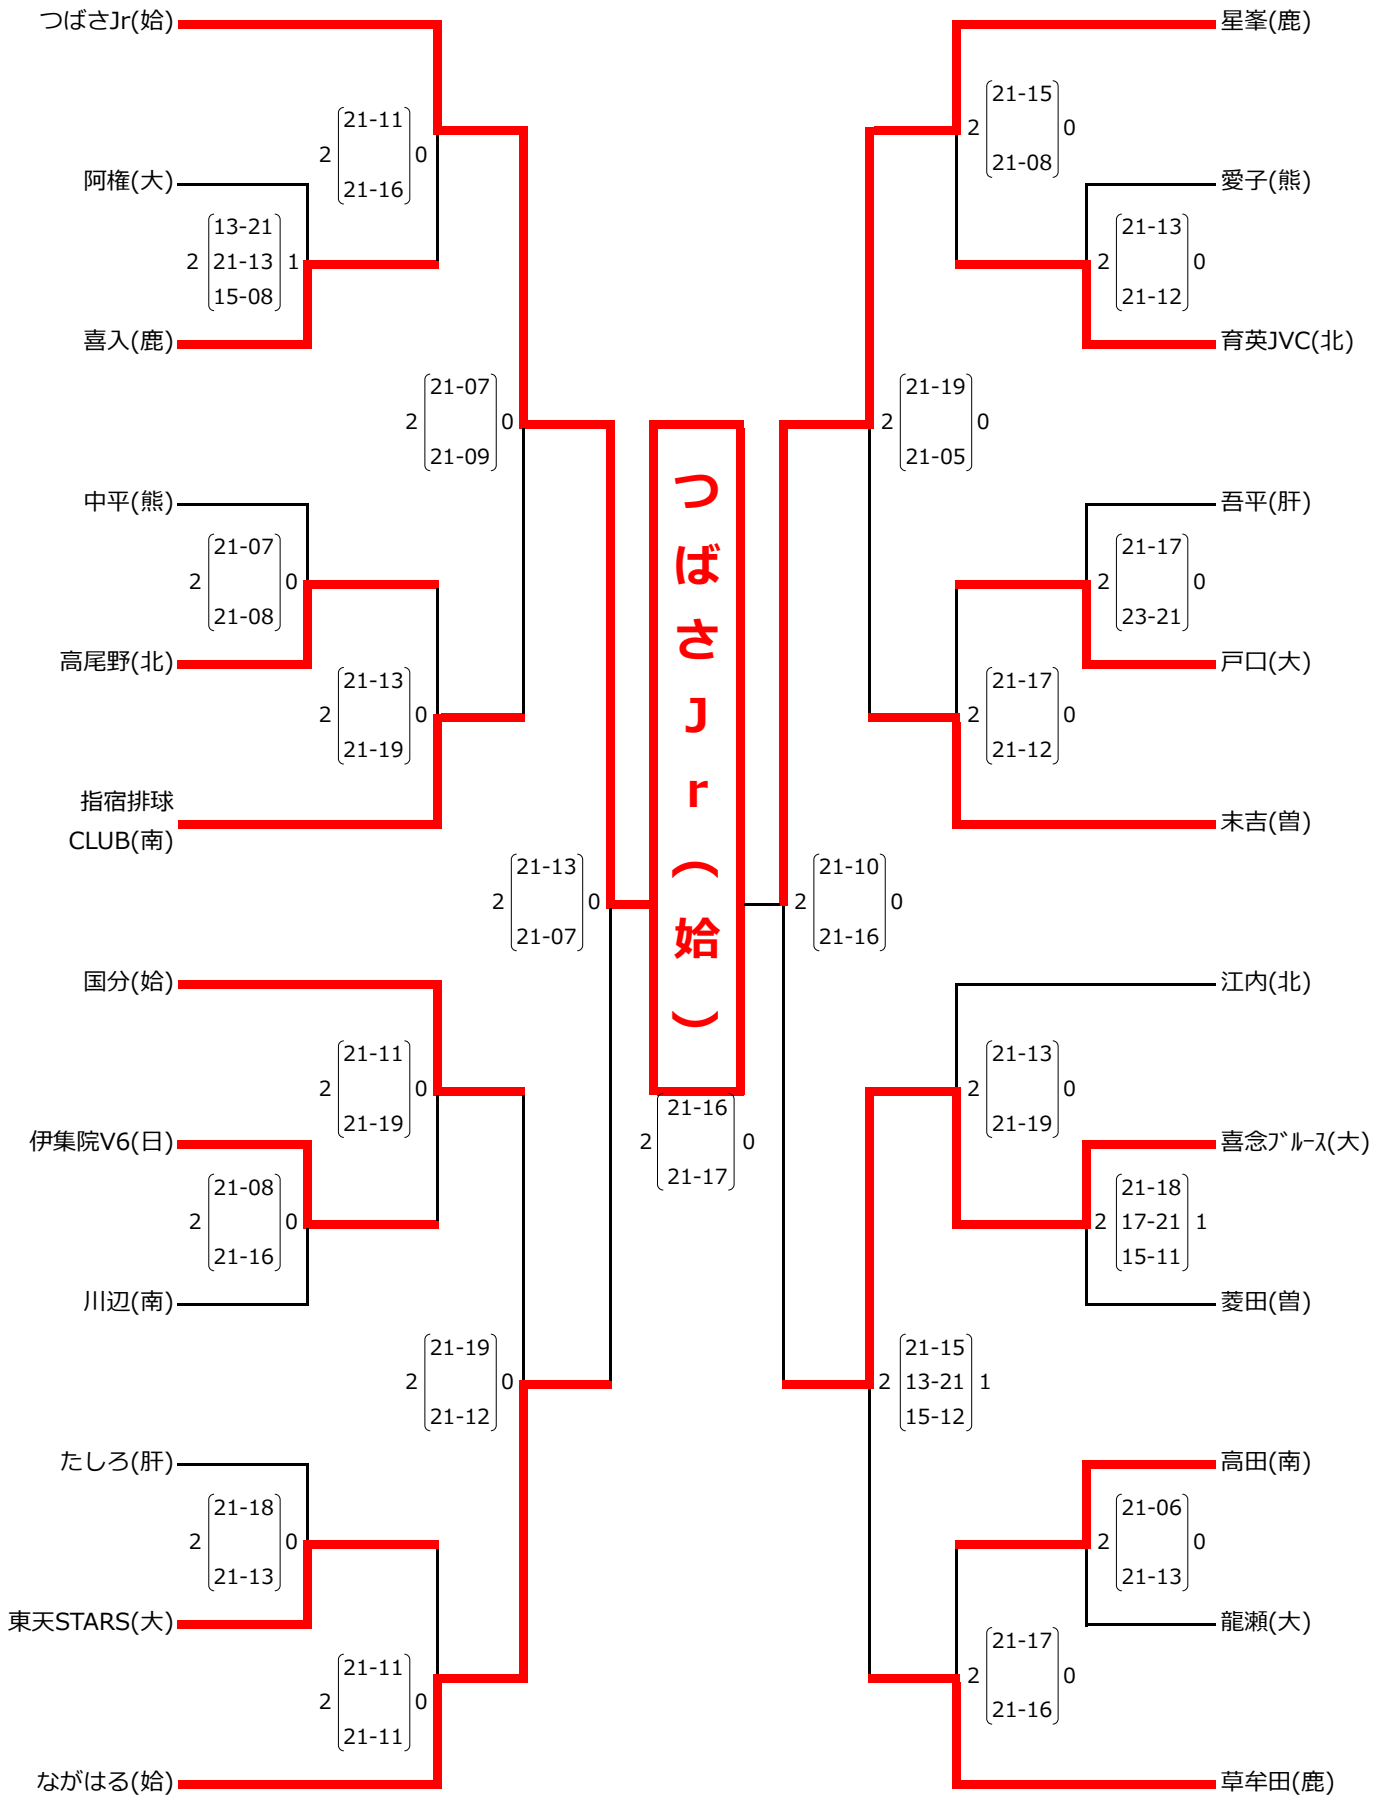 つばさJr(姶)
21-11
2 0
21-16
阿権(大)
13-21
2 21-13 1
15-08
喜入(鹿)
21-07
2 0
21-09
中平(熊)
21-07
2 0
21-08
高尾野(北)
21-13
2 0
21-19
指宿排球
CLUB(南)
21-13
2 0
21-07
国分(姶)
21-11
2 0
21-19
伊集院V6(日)
21-08
2 0
21-16
川辺(南)
21-19
2 0
21-12
たしろ(肝)
21-18
2 0
21-13
東天STARS(大)
21-11
2 0
21-11
ながはる(姶)
つばさJr(姶)
21-16
2 0
21-17
星峯(鹿)
21-15
2 0
21-08
愛子(熊)
21-13
2 0
21-12
育英JVC(北)
21-19
2 0
21-05
吾平(肝)
21-17
2 0
23-21
戸口(大)
21-17
2 0
21-12
末吉(曽)
21-10
2 0
21-16
江内(北)
21-13
2 0
21-19
喜念ブルース(大)
21-18
2 17-21 1
15-11
菱田(曽)
21-15
2 13-21 1
15-12
高田(南)
21-06
2 0
21-13
龍瀬(大)
21-17
2 0
21-16
草牟田(鹿)